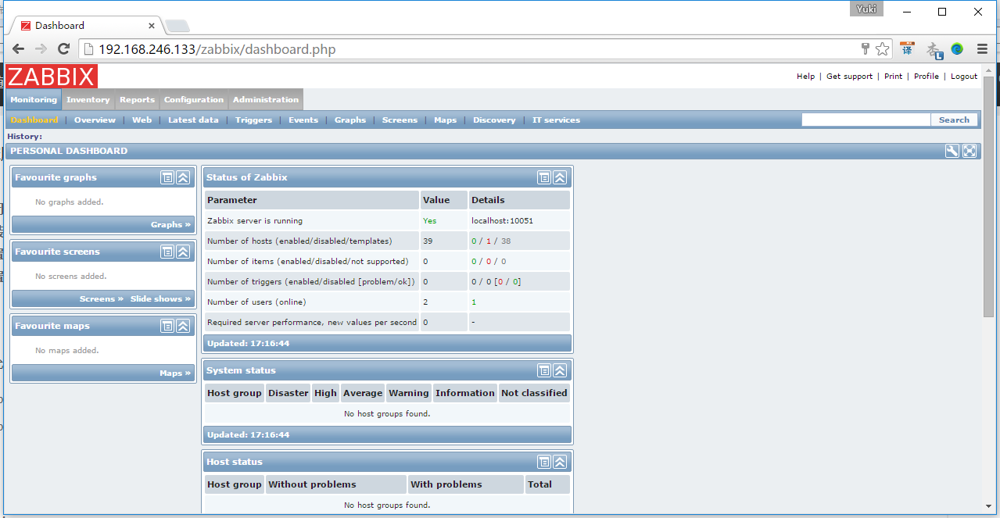 Yuki
Dashboard
192.168.246.133/zabbix/dashboard.php
译
ZABBIX
Help | Get support | Print | Profile | Logout
Monitoring Inventory Reports Configuration Administration
Dashboard | Overview | Web | Latest data | Triggers | Events | Graphs | Screens | Maps | Discovery | IT services Search
History:
PERSONAL DASHBOARD
Favourite graphs
No graphs added.
Graphs »
Favourite screens
No screens added.
Screens » Slide shows »
Favourite maps
No maps added.
Maps »
Status of Zabbix
Parameter Value Details
Zabbix server is running Yes localhost:10051
Number of hosts (enabled/disabled/templates) 39 0 / 1 / 38
Number of items (enabled/disabled/not supported) 0 0 / 0 / 0
Number of triggers (enabled/disabled [problem/ok]) 0 0 / 0 [0 / 0]
Number of users (online) 2 1
Required server performance, new values per second 0 -
Updated: 17:16:44
System status
Host group Disaster High Average Warning Information Not classified
No host groups found.
Updated: 17:16:44
Host status
Host group Without problems With problems Total
No host groups found.